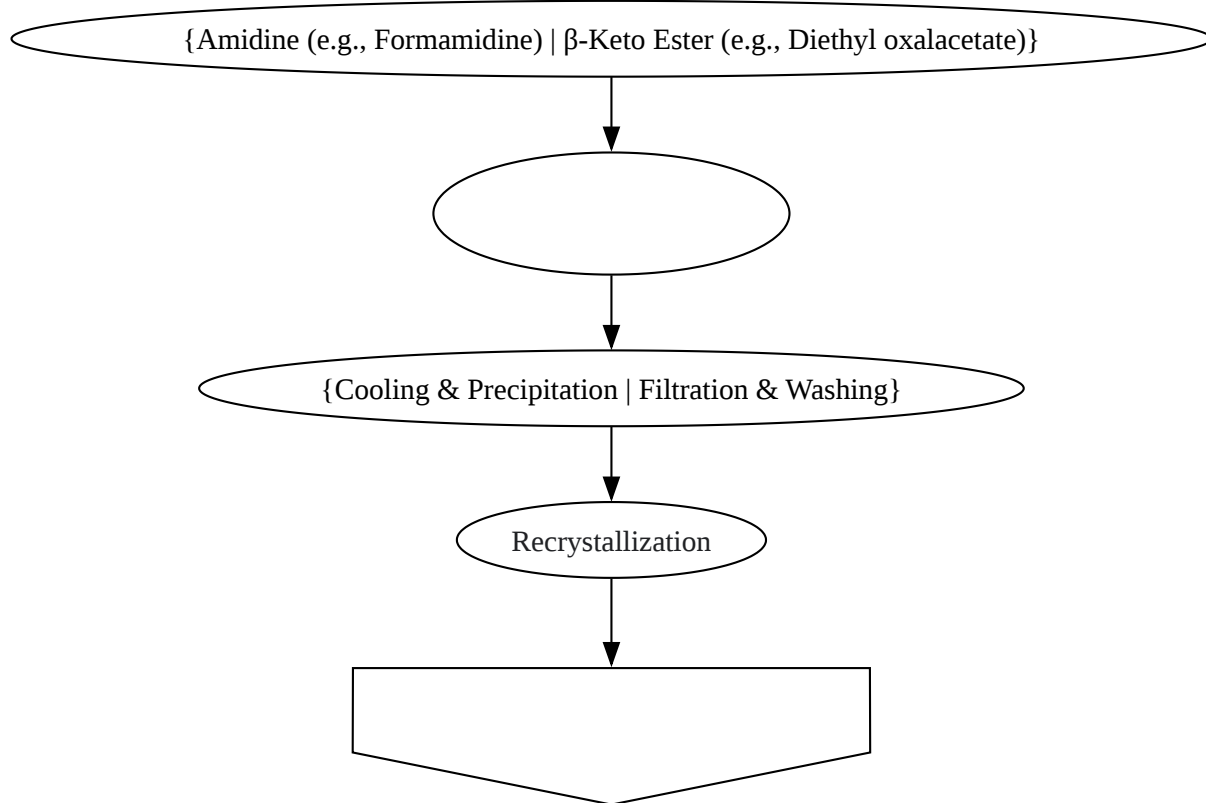 {Amidine (e.g., Formamidine) | β-Keto Ester (e.g., Diethyl oxalacetate)}
{Cooling & Precipitation | Filtration & Washing}
Recrystallization